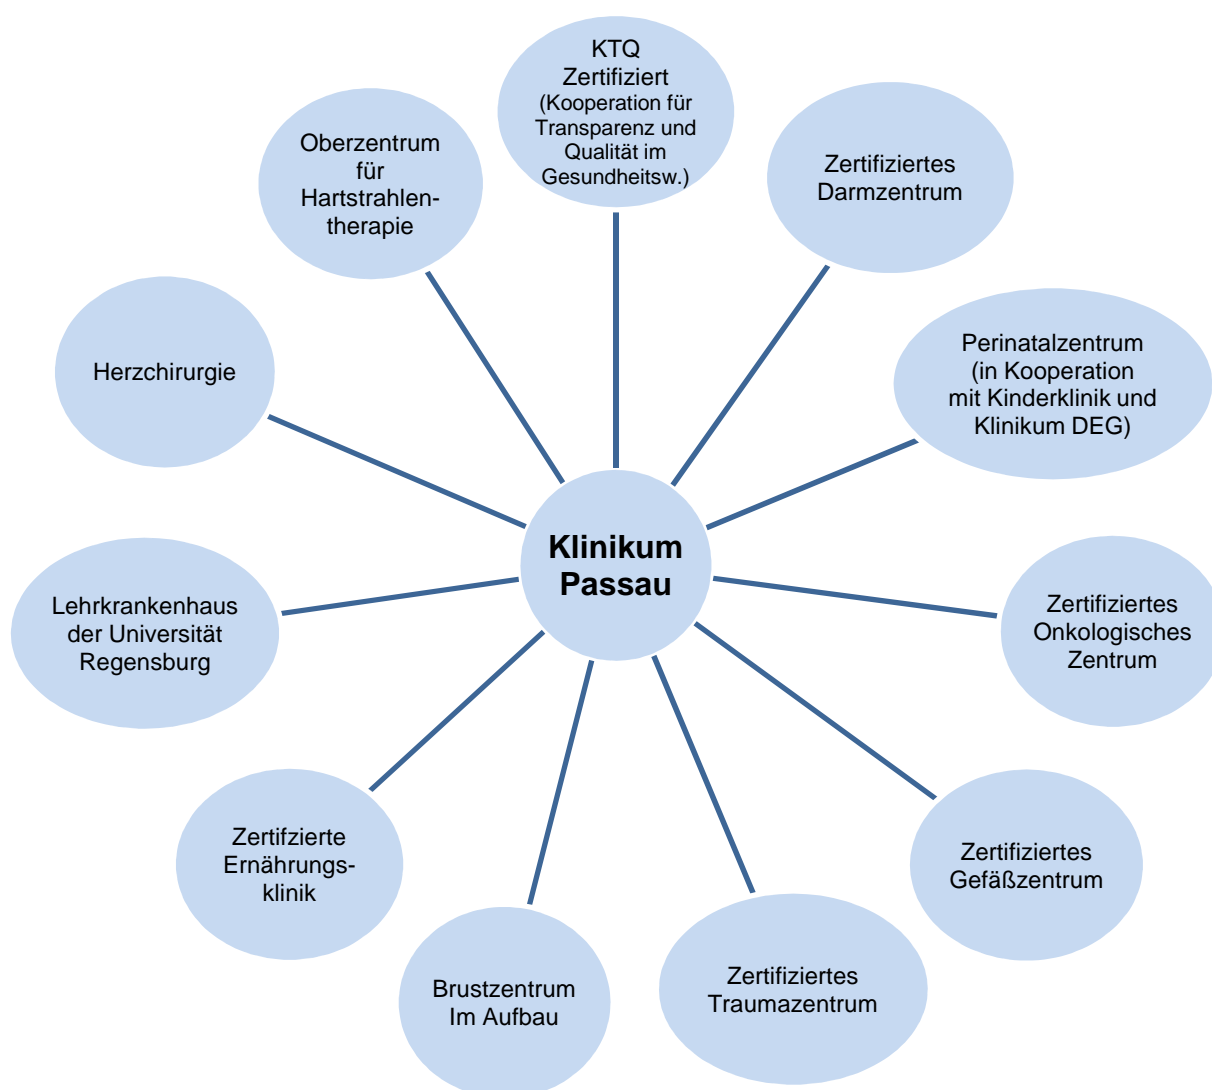 KTQ
Zertifiziert
(Kooperation für
Transparenz und
Qualität im
Gesundheitsw.)
Zertifiziertes
Darmzentrum
Perinatalzentrum
(in Kooperation
mit Kinderklinik und
Klinikum DEG)
Zertifiziertes
Onkologisches
Zentrum
Zertifiziertes
Gefäßzentrum
Zertifiziertes
Traumazentrum
Brustzentrum
Im Aufbau
Zertifzierte
Ernährungs-
klinik
Lehrkrankenhaus
der Universität
Regensburg
Herzchirurgie
Oberzentrum
für
Hartstrahlen-
therapie
Klinikum
Passau